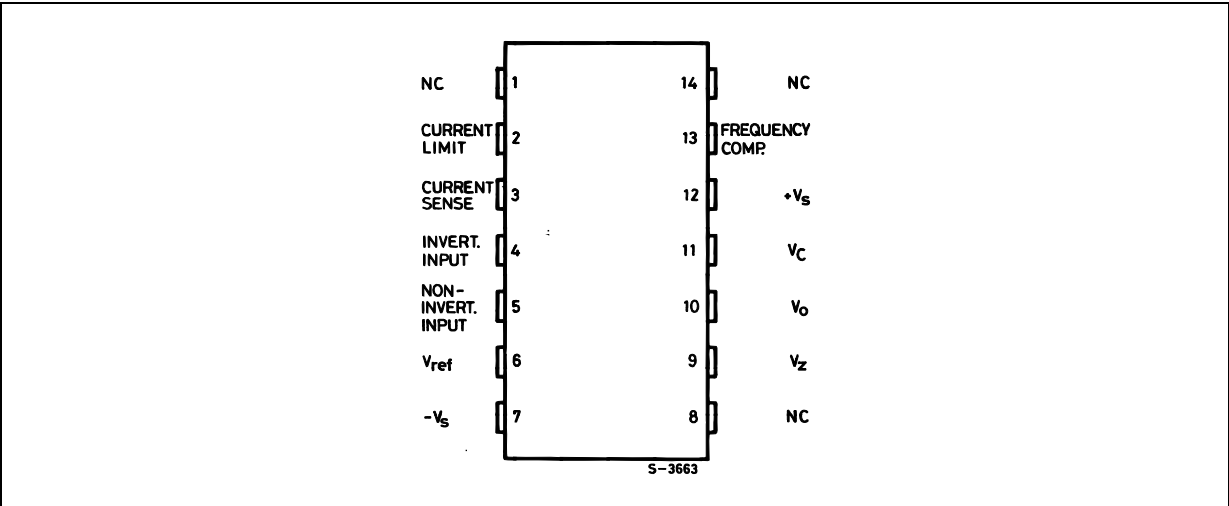 NC 1 14 NC
CURRENT LIMIT 2 13 FREQUENCY COMP.
CURRENT SENSE 3 12 +Vs
INVERT. INPUT 4 11 VC
NON-INVERT. INPUT 5 10 Vo
Vref 6 9 Vz
-Vs 7 8 NC
S-3663